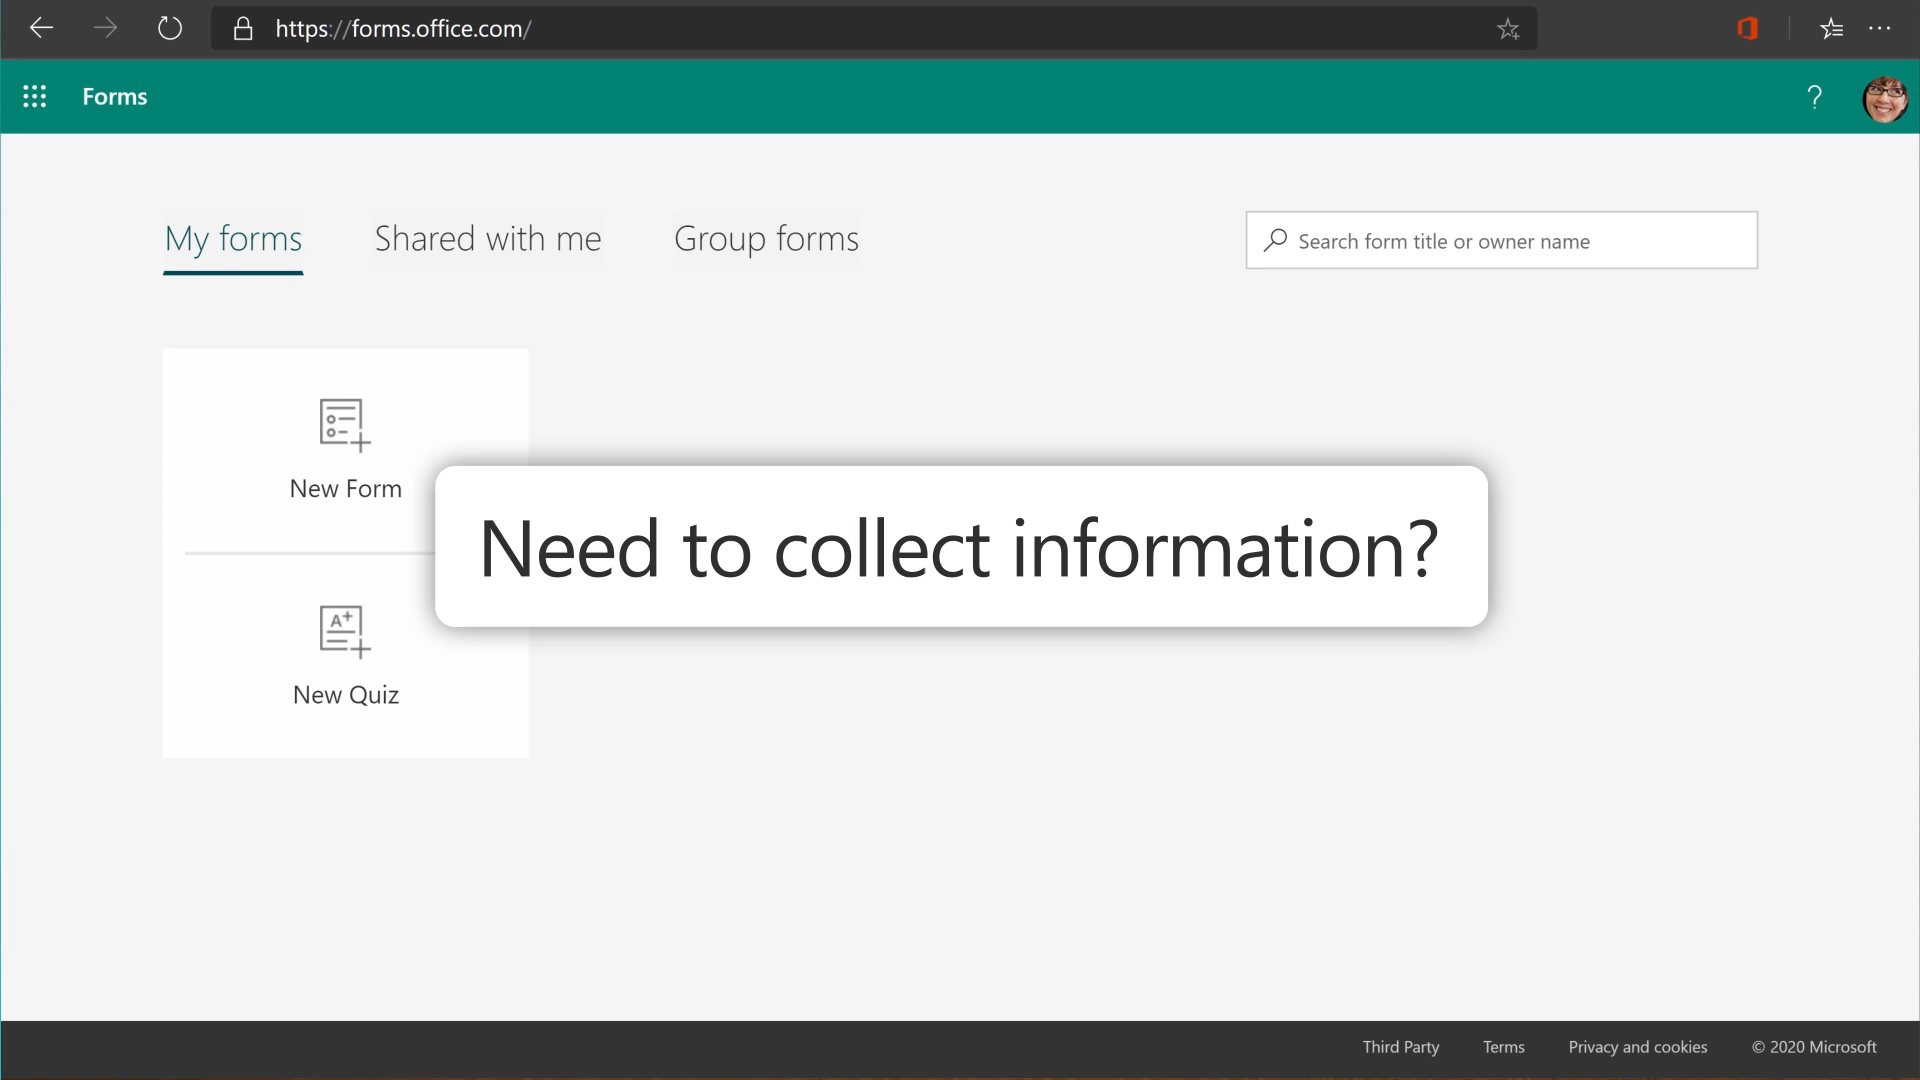 https://forms.office.com/
Forms
?
My forms
Shared with me
Group forms
Search form title or owner name
New Form
Need to collect information?
A+
New Quiz
Third Party
Terms
Privacy and cookies
© 2020 Microsoft